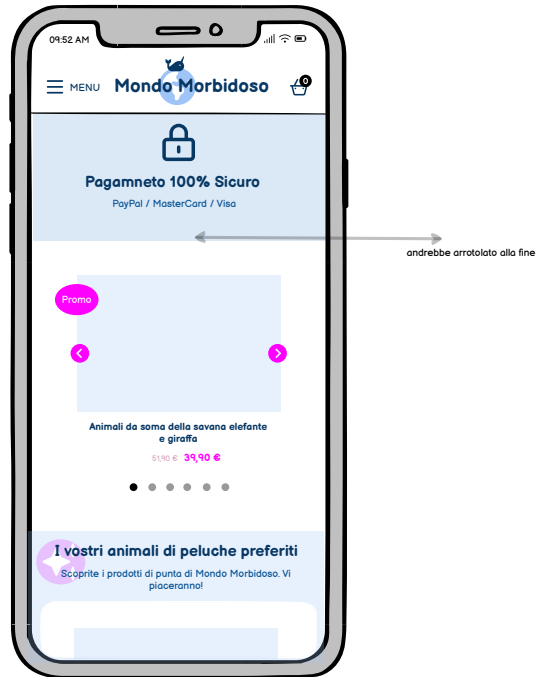 09:52 AM
MENU
Mondo Morbidoso
0
Pagamneto 100% Sicuro
PayPal / MasterCard / Visa
andrebbe arrotolato alla fine
Promo
Animali da soma della savana elefante
e giraffa
51,90 € 39,90 €
I vostri animali di peluche preferiti
Scoprite i prodotti di punta di Mondo Morbidoso. Vi
piaceranno!